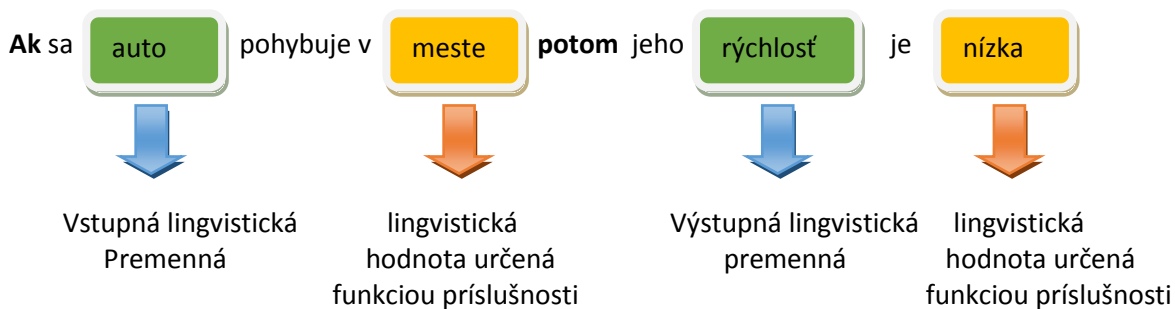 Ak sa auto pohybuje v meste potom jeho rýchlosť je nízka
Vstupná lingvistická
Premenná
lingvistická
hodnota určená
funkciou príslušnosti
Výstupná lingvistická
premenná
lingvistická
hodnota určená
funkciou príslušnosti